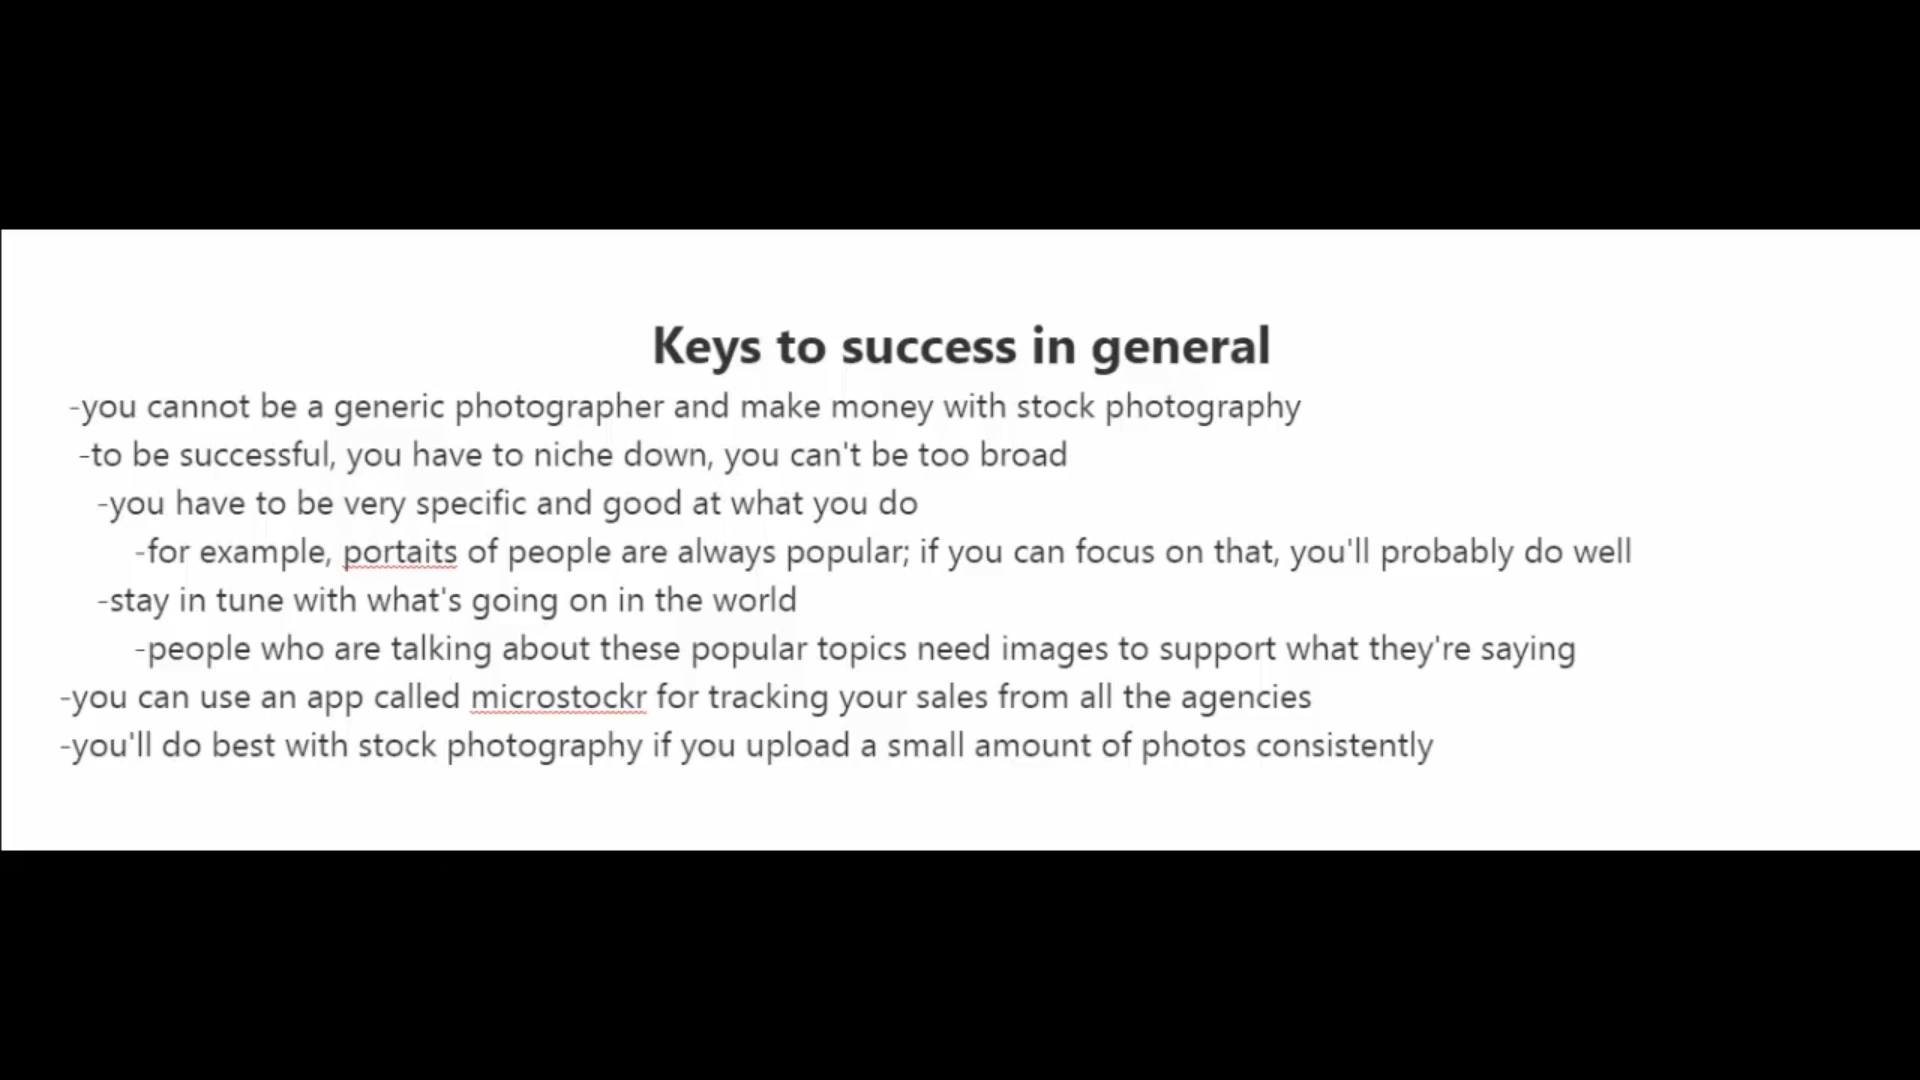 Keys to success in general
-you cannot be a generic photographer and make money with stock photography
-to be successful, you have to niche down, you can't be too broad
-you have to be very specific and good at what you do
-for example, portaits of people are always popular; if you can focus on that, you'll probably do well
-stay in tune with what's going on in the world
-people who are talking about these popular topics need images to support what they're saying
-you can use an app called microstockr for tracking your sales from all the agencies
-you'll do best with stock photography if you upload a small amount of photos consistently